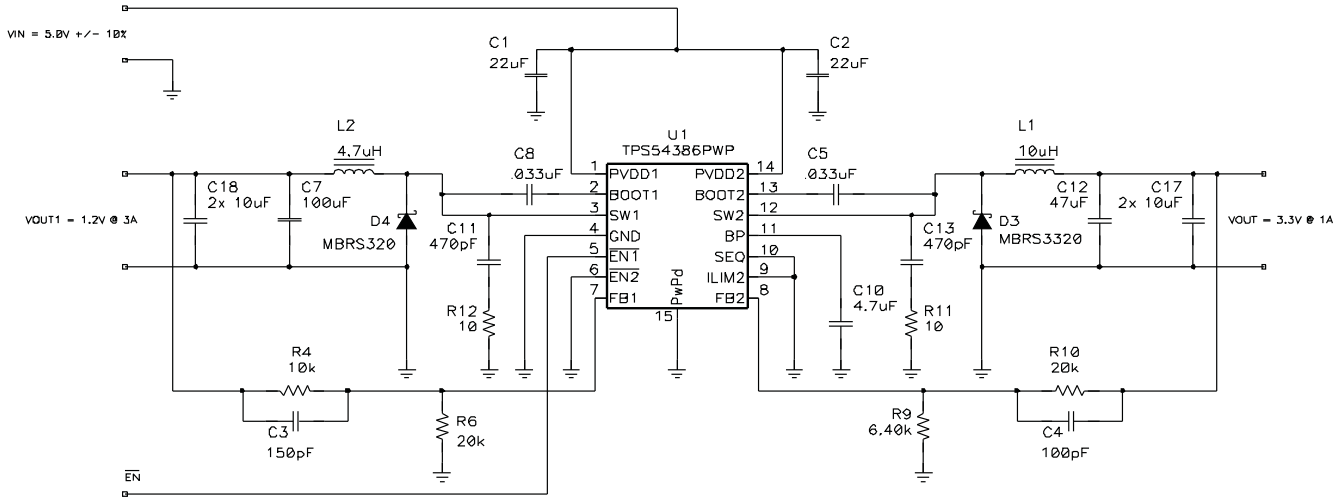 VIN = 5.0V +/- 10%
C1
22uF
C2
22uF
L2
4.7uH
C8
.033uF
U1
TPS54386PWP
C5
.033uF
L1
10uH
C18
2x 10uF
C7
100uF
D4
MBRS320
C11
470pF
R12
10
1
2
3
4
5
6
7
PVDD1
BOOT1
SW1
GND
EN1
EN2
FB1
PwPd
15
PVDD2
BOOT2
SW2
BP
SEQ
ILIM2
FB2
14
13
12
11
10
9
8
C13
470pF
R11
10
C10
4.7uF
D3
MBRS3320
C12
47uF
C17
2x 10uF
VOUT1 = 1.2V @ 3A
VOUT = 3.3V @ 1A
R4
10k
C3
150pF
R6
20k
R9
6.40k
R10
20k
C4
100pF
EN